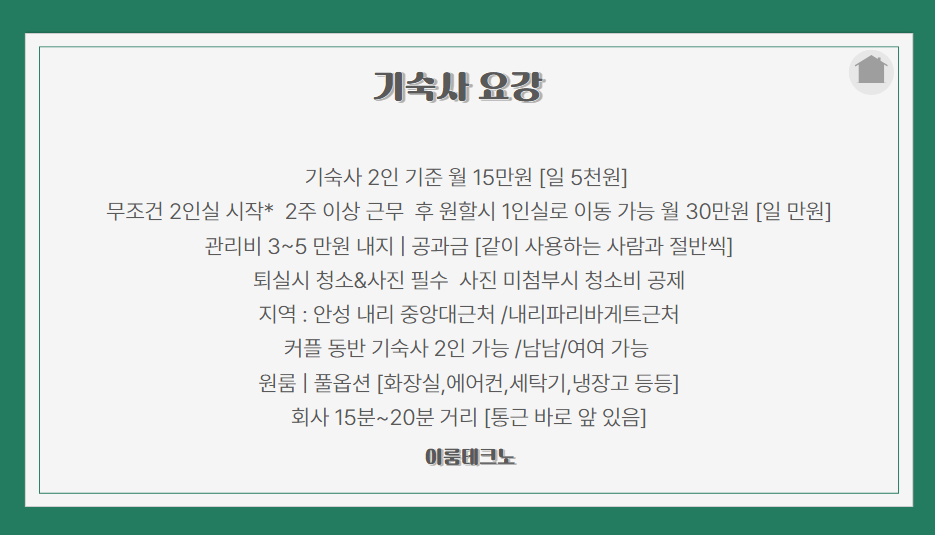 기숙사 요강
기숙사 2인 기준 월 15만원 [일 5천원]
무조건 2인실 시작* 2주 이상 근무 후 원할시 1인실로 이동 가능 월 30만원 [일 만원]
관리비 3~5 만원 내지 | 공과금 [같이 사용하는 사람과 절반씩]
퇴실시 청소&사진 필수 사진 미첨부시 청소비 공제
지역 : 안성 내리 중앙대근처 /내리파리바게트근처
커플 동반 기숙사 2인 가능 /남남/여여 가능
원룸 | 풀옵션 [화장실,에어컨,세탁기,냉장고 등등]
회사 15분~20분 거리 [통근 바로 앞 있음]
이룸테크노